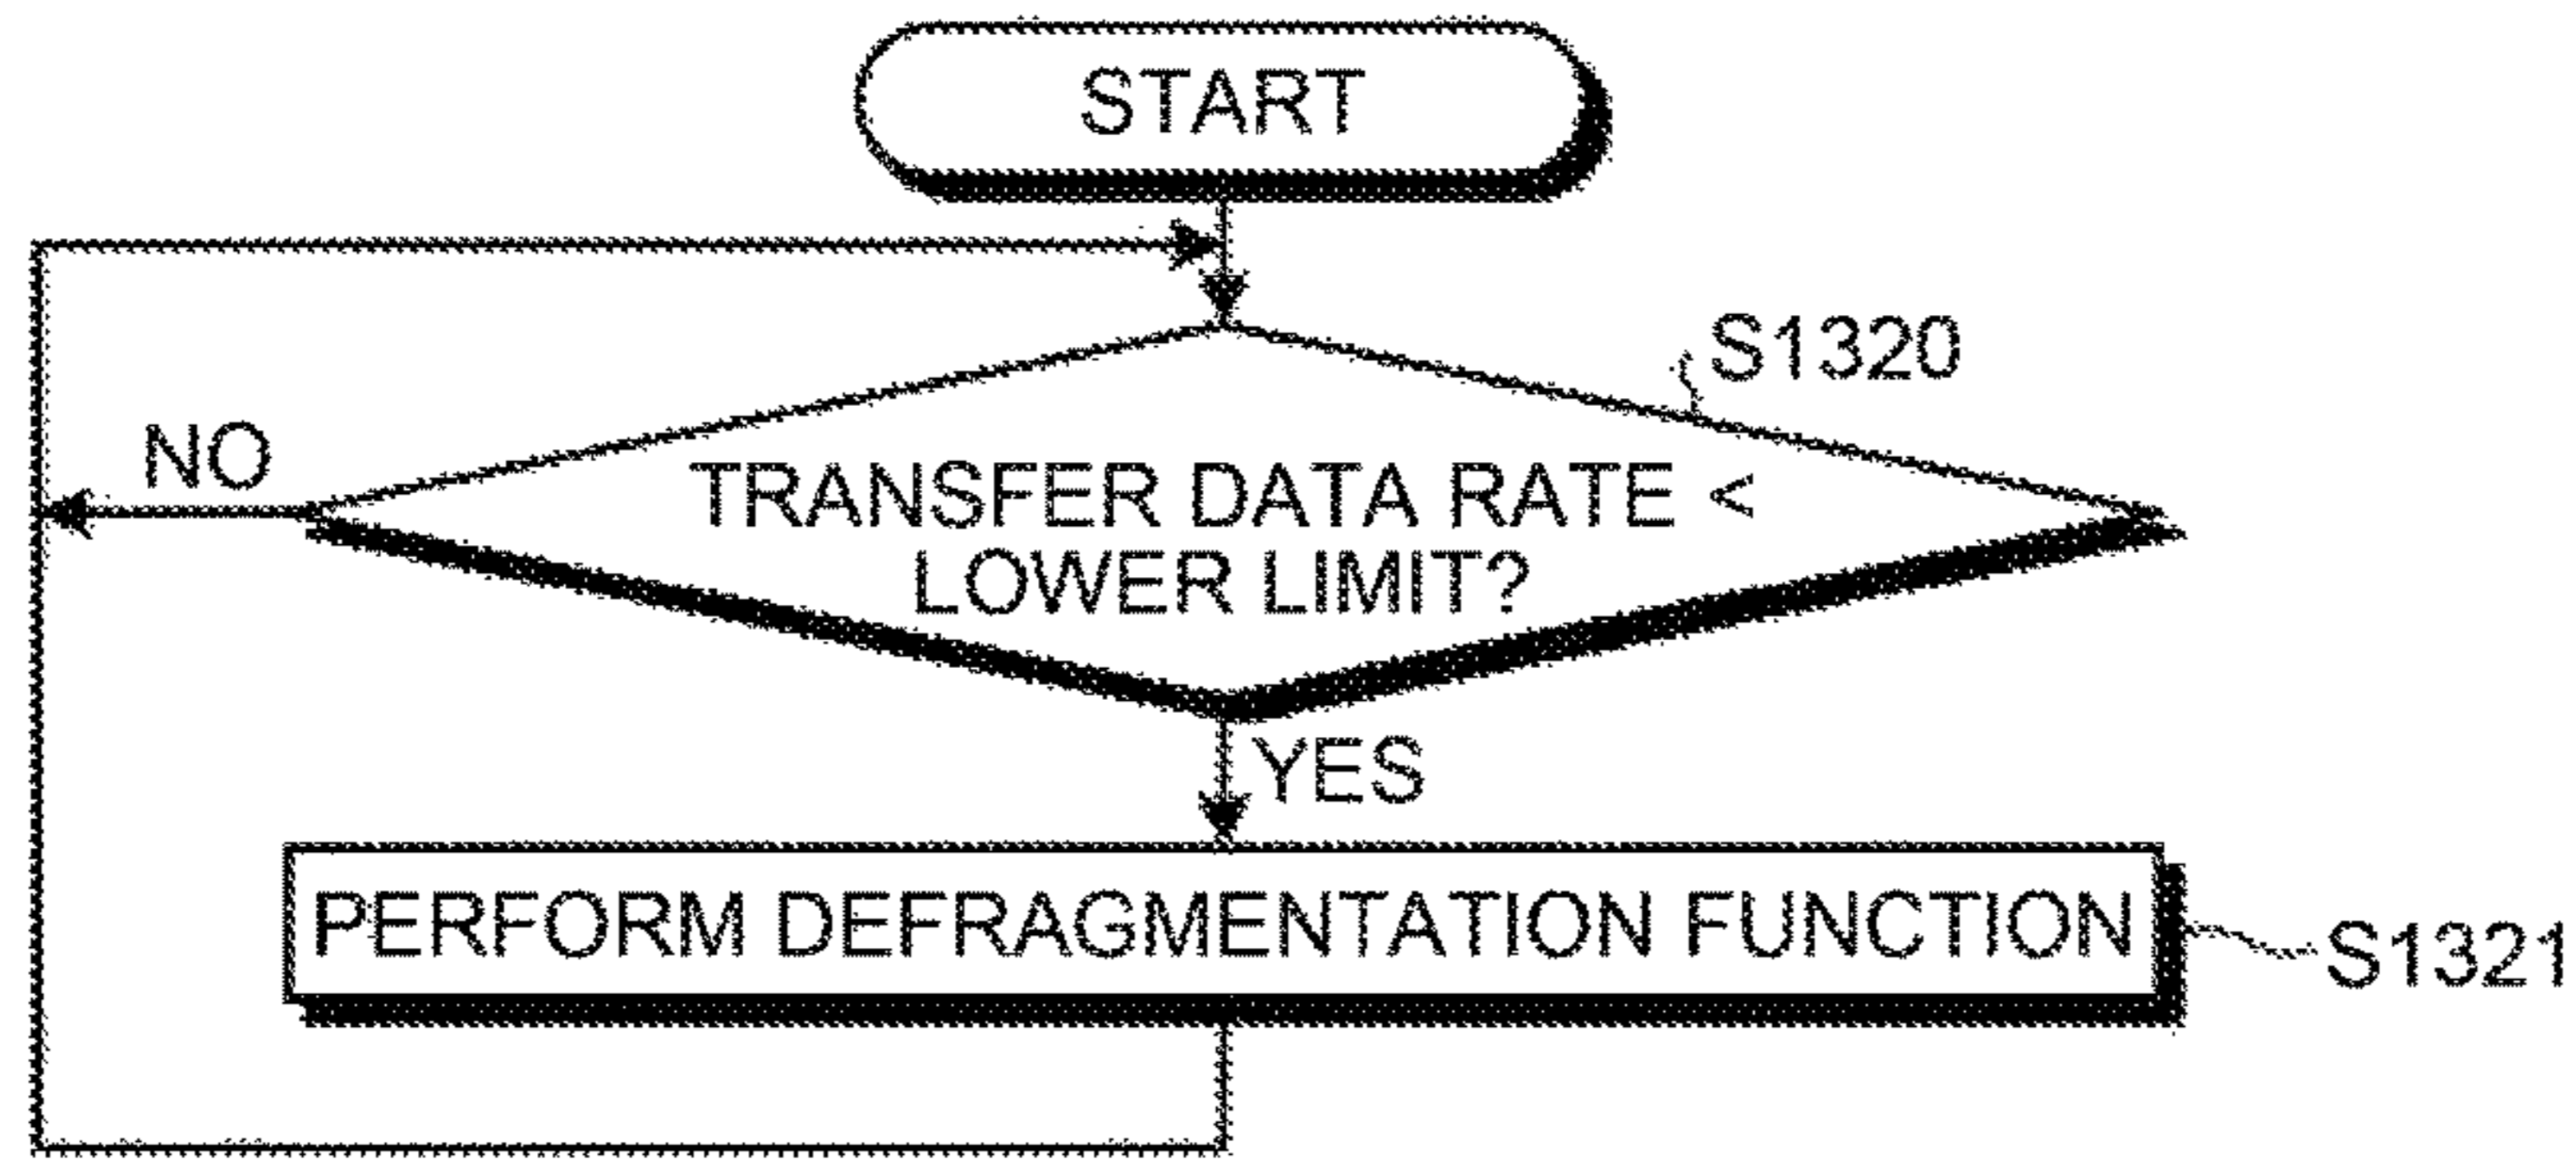 START
S1320
NO
TRANSFER DATA RATE <
LOWER LIMIT?
YES
PERFORM DEFRAGMENTATION FUNCTION
S1321